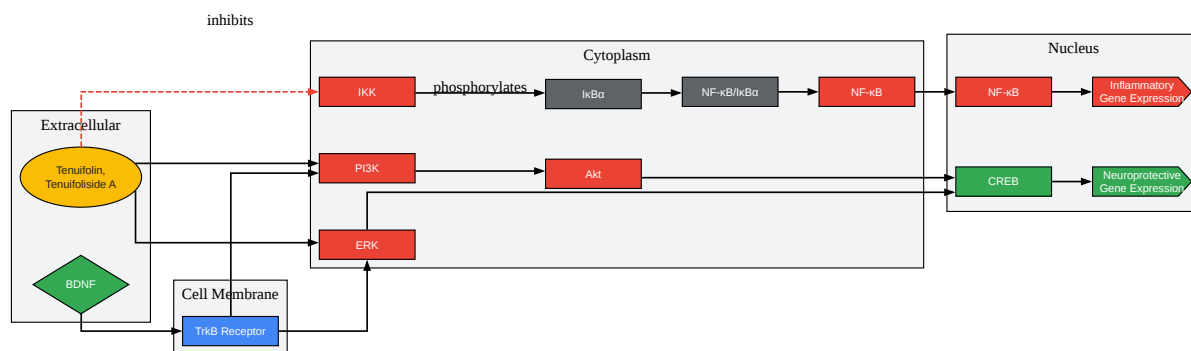 inhibits
Cytoplasm
Nucleus
IKK
phosphorylates
IκBα
NF-κB/IκBα
NF-κB
NF-κB
Inflammatory
Gene Expression
Extracellular
Tenuifolin,
Tenuifoliside A
PI3K
Akt
CREB
Neuroprotective
Gene Expression
ERK
BDNF
Cell Membrane
TrkB Receptor